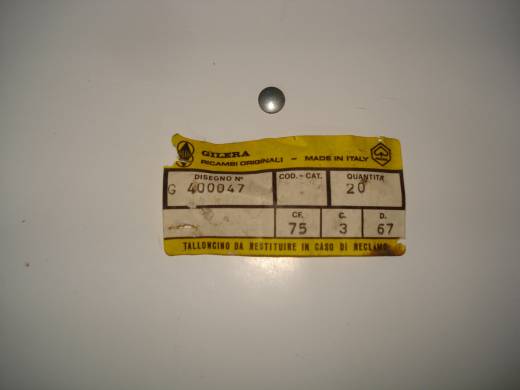 GILERA
RICAMBI ORIGINALI - MADE IN ITALY
DISEGNO N° COD.-CAT. QUANTITÀ
G 400047 20
CF. C. D.
75 3 67
TALLONCINO DA RESTITUIRE IN CASO DI RECLAMO